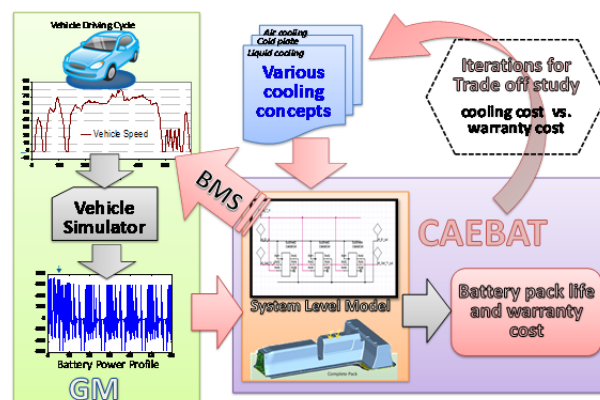 Vehicle Driving Cycle
Vehicle Speed
Vehicle
Simulator
Battery Power Profile
GM
Air cooling
Cold plate
Liquid cooling
Various
cooling
concepts
BMS
Iterations for
Trade off study
cooling cost vs.
warranty cost
CAEBAT
System Level Model
Complete Pack
Battery pack life
and warranty
cost